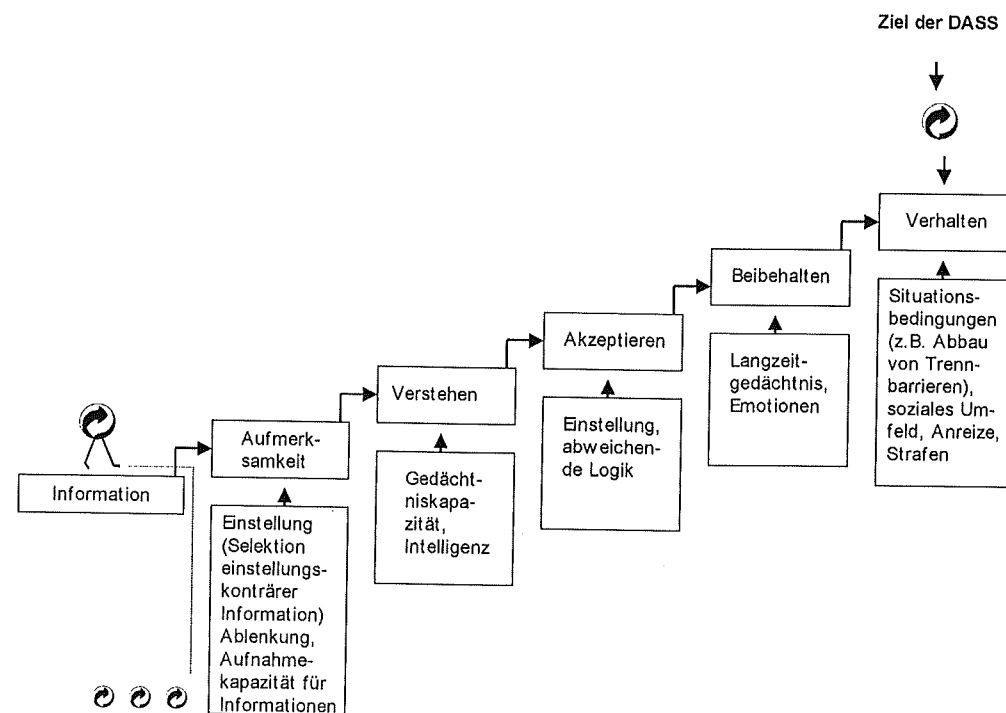 Ziel der DASS
Verhalten
Beibehalten
Situations-
bedingungen
(z.B. Abbau
von Trenn-
barrieren),
soziales Um-
feld, Anreize,
Strafen
Akzeptieren
Langzeit-
gedächtnis,
Emotionen
Verstehen
Einstellung,
abweichen-
de Logik
Aufmerk-
samkeit
Gedächt-
niskapa-
zität,
Intelligenz
Information
Einstellung
(Selektion
einstellungs-
konträrer
Information)
Ablenkung,
Aufnahme-
kapazität für
Informationen